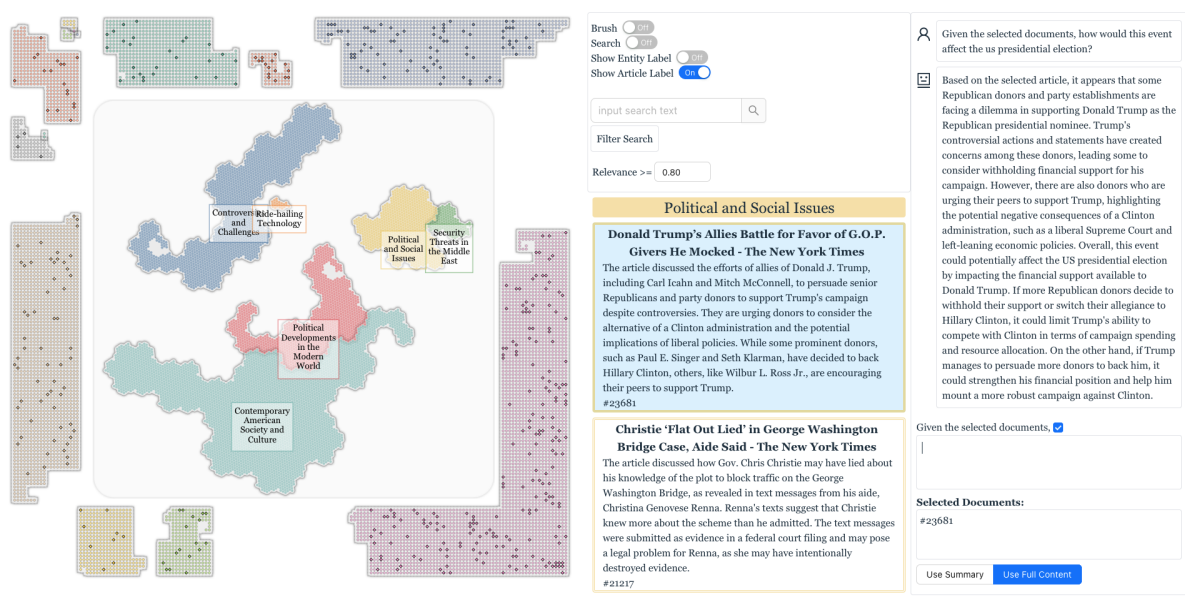 Controvers
and
Challenges
Ride-hailing
Technology
Political
and Social
Issues
Security
Threats in
the Middle
East
Political
Developments
in the
Modern
World
Contemporary
American
Society and
Culture
Brush Off
Search Off
Show Entity Label Off
Show Article Label On
input search text
Filter Search
Relevance >= 0.80
Political and Social Issues
Donald Trump's Allies Battle for Favor of G.O.P.
Givers He Mocked - The New York Times
The article discussed the efforts of allies of Donald J. Trump,
including Carl Icahn and Mitch McConnell, to persuade senior
Republicans and party donors to support Trump's campaign
despite controversies. They are urging donors to consider the
alternative of a Clinton administration and the potential
implications of liberal policies. While some prominent donors,
such as Paul E. Singer and Seth Klarman, have decided to back
Hillary Clinton, others, like Wilbur L. Ross Jr., are encouraging
their peers to support Trump.
#23681
Christie ‘Flat Out Lied’ in George Washington
Bridge Case, Aide Said - The New York Times
The article discussed how Gov. Chris Christie may have lied about
his knowledge of the plot to block traffic on the George
Washington Bridge, as revealed in text messages from his aide,
Christina Genovese Renna. Renna's texts suggest that Christie
knew more about the scheme than he admitted. The text messages
were submitted as evidence in a federal court filing and may pose
a legal problem for Renna, as she may have intentionally
destroyed evidence.
#21217
Given the selected documents, how would this event
affect the us presidential election?
Based on the selected article, it appears that some
Republican donors and party establishments are
facing a dilemma in supporting Donald Trump as the
Republican presidential nominee. Trump's
controversial actions and statements have created
concerns among these donors, leading some to
consider withholding financial support for his
campaign. However, there are also donors who are
urging their peers to support Trump, highlighting
the potential negative consequences of a Clinton
administration, such as a liberal Supreme Court and
left-leaning economic policies. Overall, this event
could potentially affect the US presidential election
by impacting the financial support available to
Donald Trump. If more Republican donors decide to
withhold their support or switch their allegiance to
Hillary Clinton, it could limit Trump's ability to
compete with Clinton in terms of campaign spending
and resource allocation. On the other hand, if Trump
manages to persuade more donors to back him, it
could strengthen his financial position and help him
mount a more robust campaign against Clinton.
Given the selected documents,
Selected Documents:
#23681
Use Summary Use Full Content